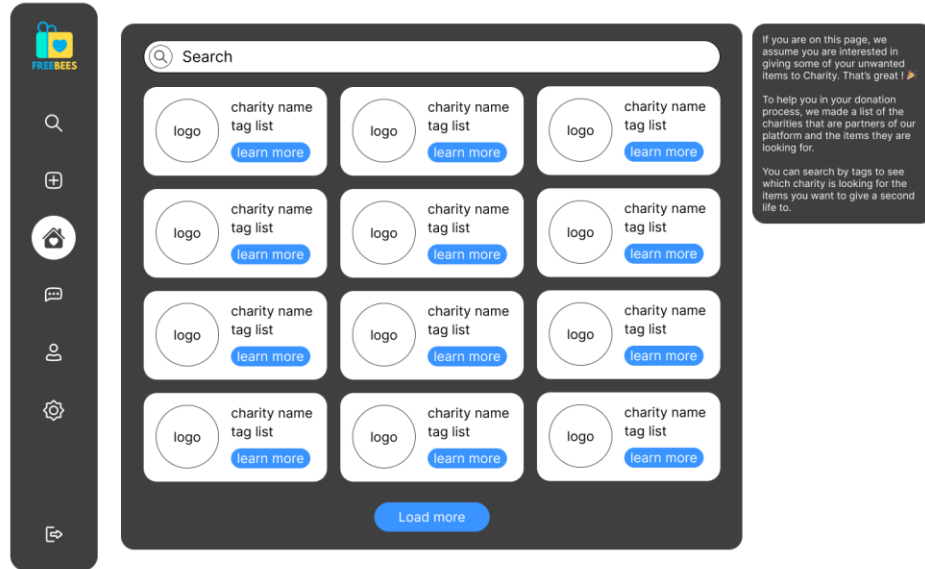 FREEBEES
Search
logo
charity name
tag list
learn more
logo
charity name
tag list
learn more
logo
charity name
tag list
learn more
logo
charity name
tag list
learn more
logo
charity name
tag list
learn more
logo
charity name
tag list
learn more
logo
charity name
tag list
learn more
logo
charity name
tag list
learn more
logo
charity name
tag list
learn more
logo
charity name
tag list
learn more
logo
charity name
tag list
learn more
logo
charity name
tag list
learn more
Load more
If you are on this page, we
assume you are interested in
giving some of your unwanted
items to Charity. That's great ! 🎉
To help you in your donation
process, we made a list of the
charities that are partners of our
platform and the items they are
looking for.
You can search by tags to see
which charity is looking for the
items you want to give a second
life to.